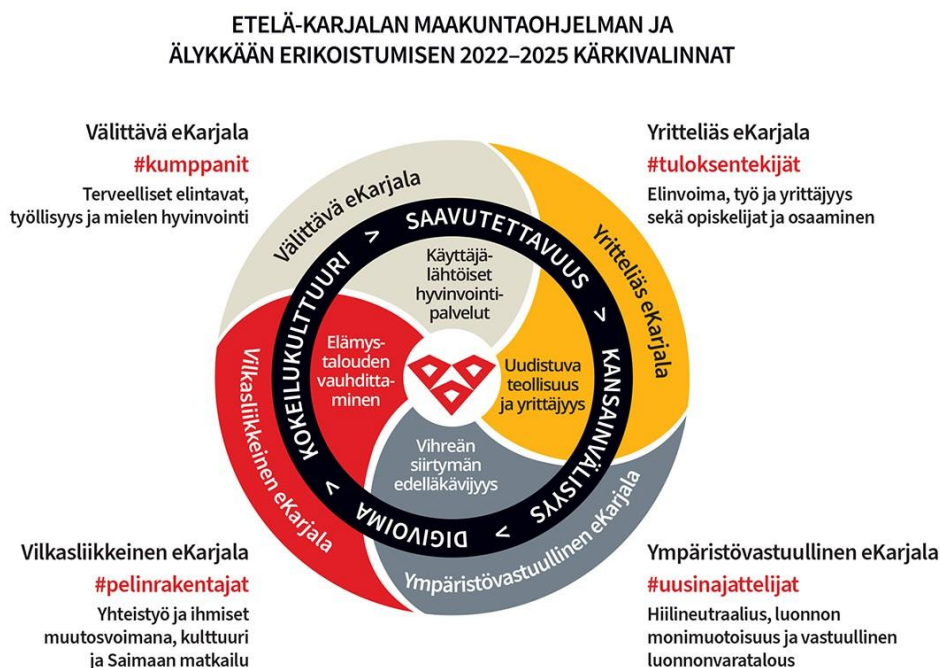 ETELÄ-KARJALAN MAAKUNTAOHJELMAN JA
ÄLYKKÄÄN ERIKOISTUMISEN 2022–2025 KÄRKIVALINNAT
Välittävä eKarjala
#kumppanit
Terveelliset elintavat,
työllisyys ja mielen hyvinvointi
Yritteliäs eKarjala
#tuloksentekijät
Elinvoima, työ ja yrittäjyys
sekä opiskelijat ja osaaminen
Välittävä eKarjala
Yritteliäs eKarjala
Ympäristövastuullinen eKarjala
Vilkasliikkeinen eKarjala
SAAVUTETTAVUUS > KANSAINVÄLISYYS > DIGIVOIMA > KOKEILUKULTTUURI >
Käyttäjä-
lähtöiset
hyvinvointi-
palvelut
Elämys-
talouden
vauhditta-
minen
Uudistuva
teollisuus
ja yrittäjyys
Vihreän
siirtymän
edelläkävijyys
Vilkasliikkeinen eKarjala
#pelinrakentajat
Yhteistyö ja ihmiset
muutosvoimana, kulttuuri
ja Saimaan matkailu
Ympäristövastuullinen eKarjala
#uusinajattelijat
Hiilineutraalius, luonnon
monimuotoisuus ja vastuullinen
luonnonvaratalous